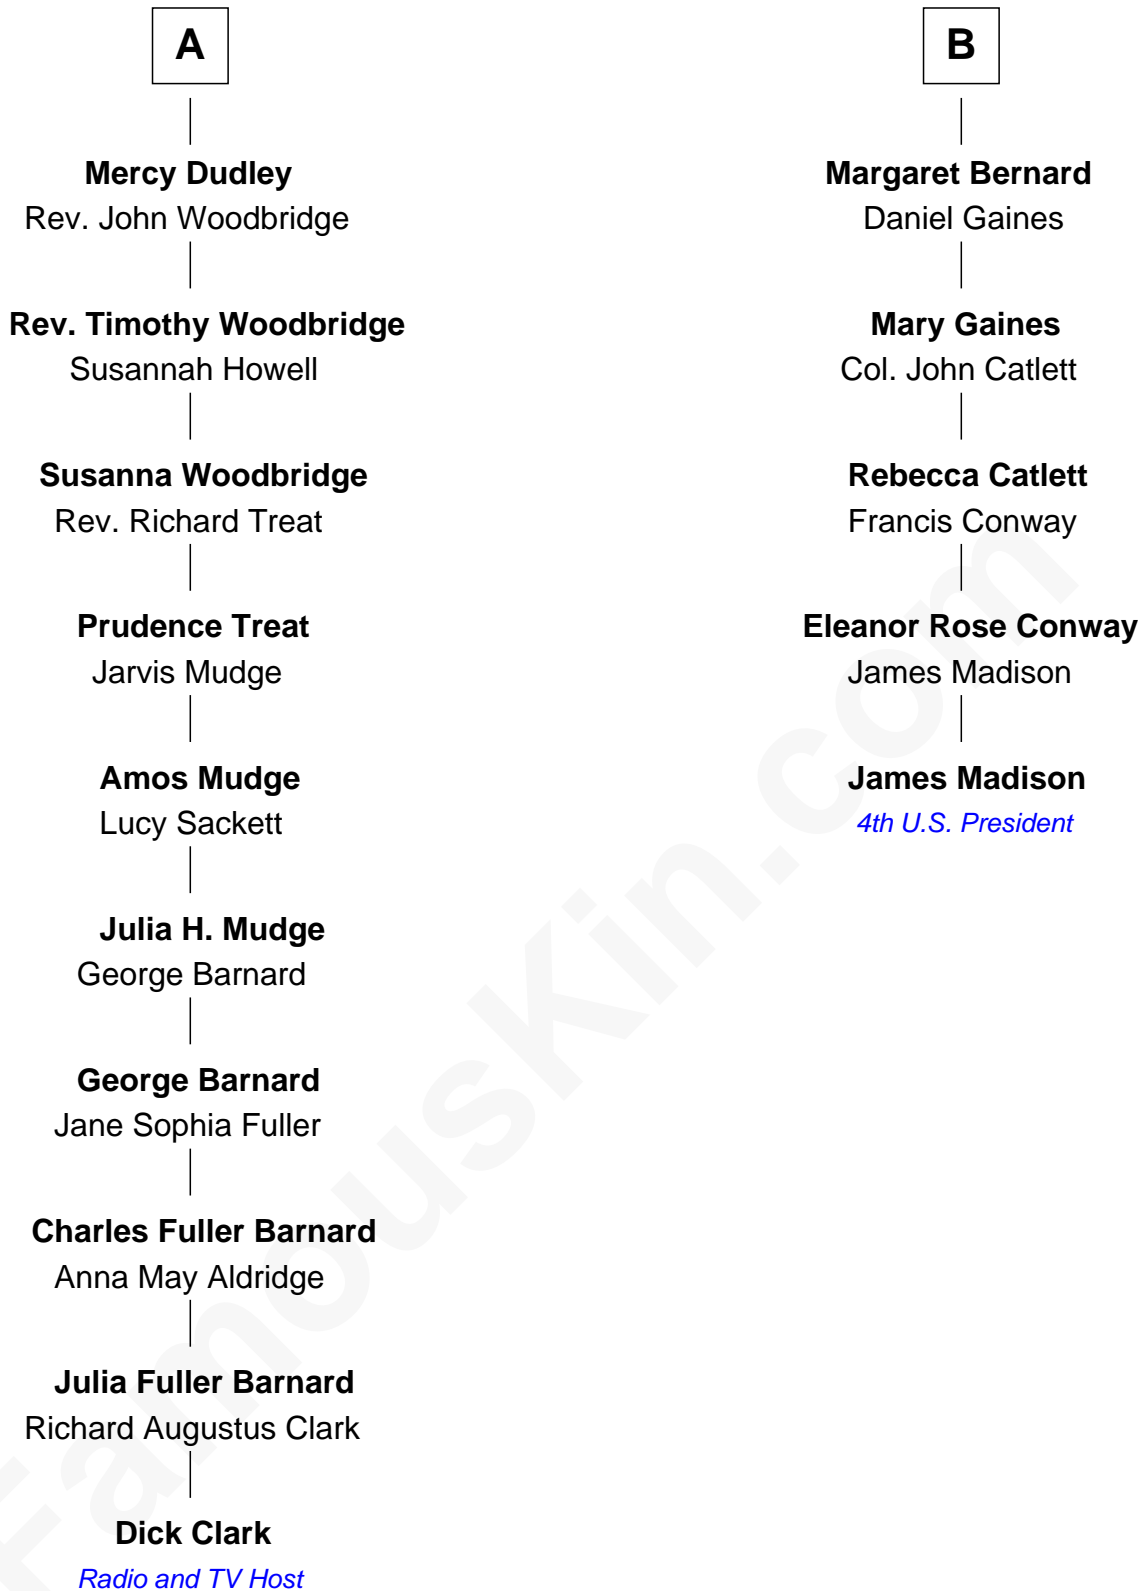 A
Mercy Dudley
Rev. John Woodbridge
Rev. Timothy Woodbridge
Susannah Howell
Susanna Woodbridge
Rev. Richard Treat
Prudence Treat
Jarvis Mudge
Amos Mudge
Lucy Sackett
Julia H. Mudge
George Barnard
George Barnard
Jane Sophia Fuller
Charles Fuller Barnard
Anna May Aldridge
Julia Fuller Barnard
Richard Augustus Clark
Dick Clark
Radio and TV Host
B
Margaret Bernard
Daniel Gaines
Mary Gaines
Col. John Catlett
Rebecca Catlett
Francis Conway
Eleanor Rose Conway
James Madison
James Madison
4th U.S. President
FamousKin.com